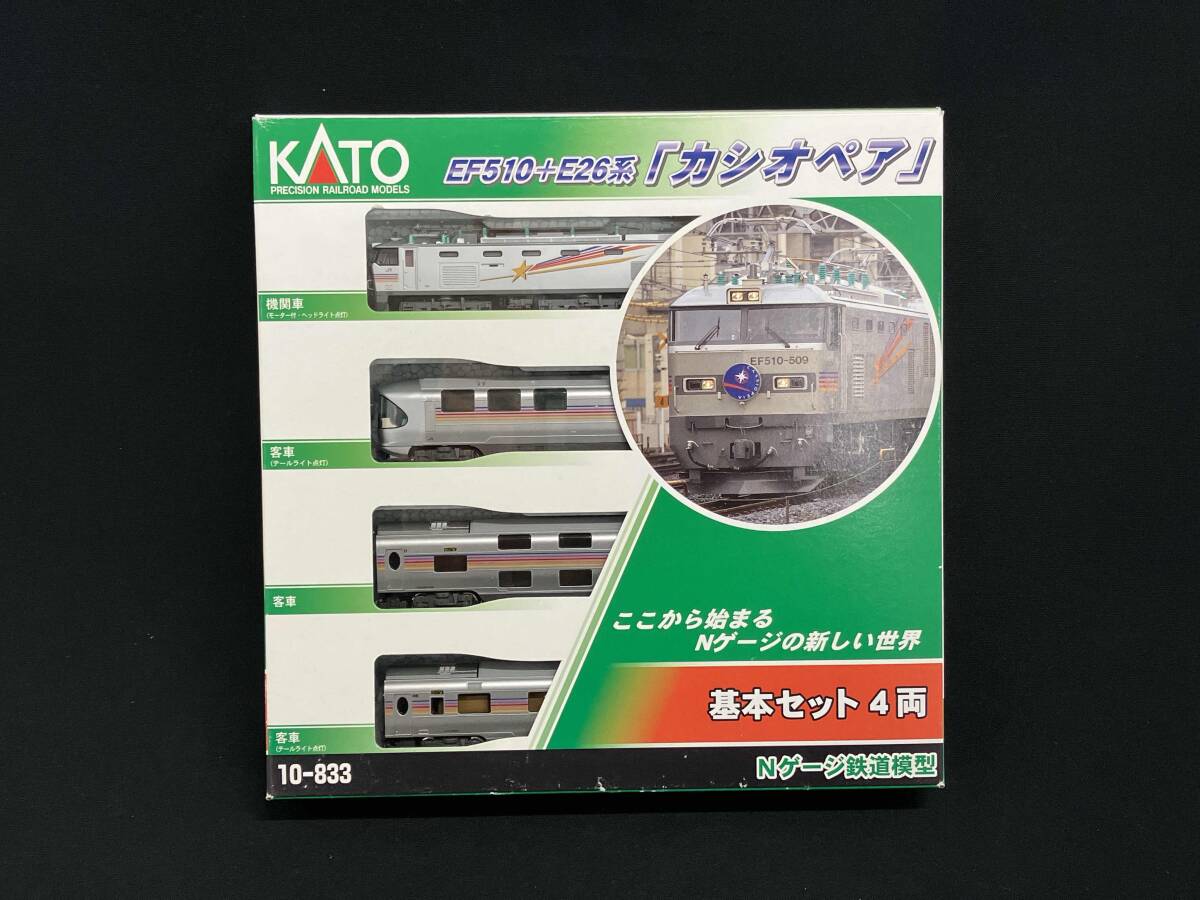 KATO
PRECISION RAILROAD MODELS
EF510+E26系「カシオペア」
機関車
(モーター付・ヘッドライト点灯)
EF510-509
CASSIOPEIA
客車
(テールライト点灯)
客車
ここから始まる
Nゲージの新しい世界
基本セット 4両
客車
(テールライト点灯)
10-833
Nゲージ鉄道模型